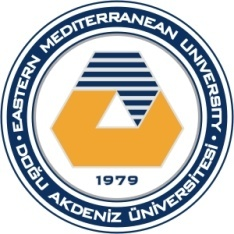 EASTERN MEDITERRANEAN UNIVERSITY
1979
DOĞU AKDENİZ ÜNİVERSİTESİ